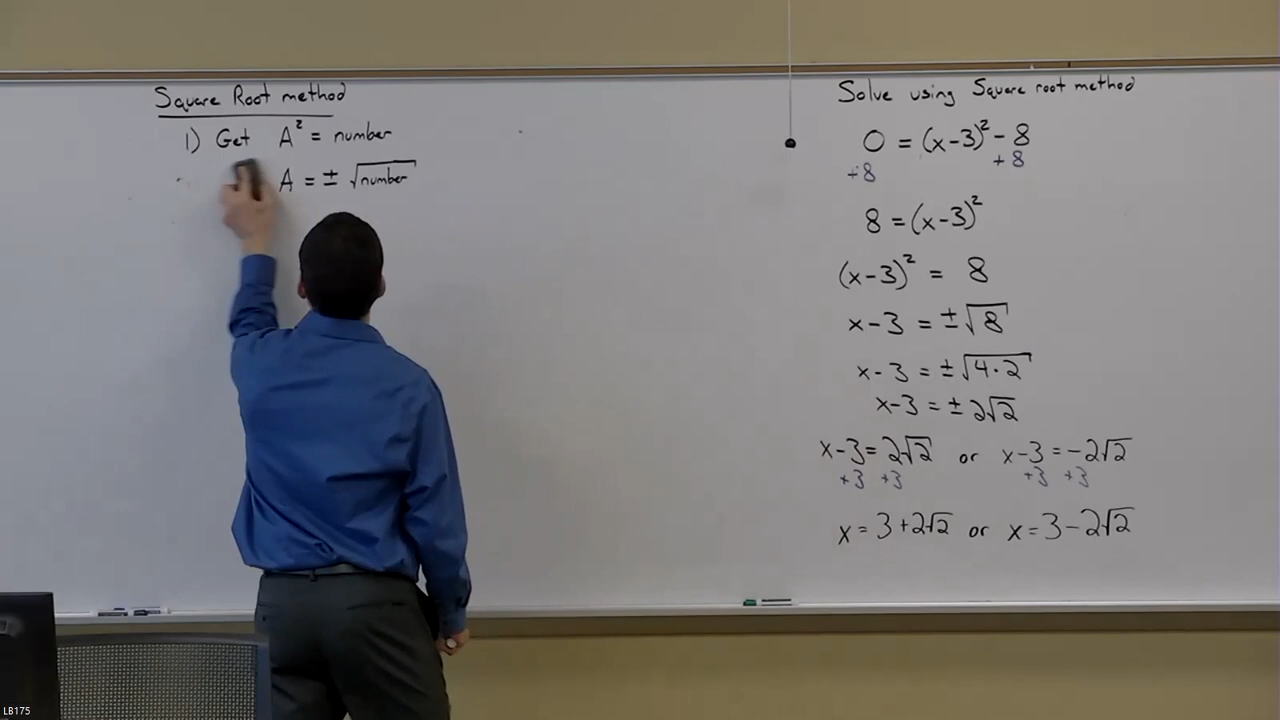 Square Root method
1) Get A² = number
A = ± √number
Solve using Square root method
0 = (x-3)² - 8
+8 +8
8 = (x-3)²
(x-3)² = 8
x-3 = ±√8
x-3 = ±√4·2
x-3 = ±2√2
x-3 = 2√2 or x-3 = -2√2
+3 +3 +3 +3
x = 3+2√2 or x = 3-2√2
LB175